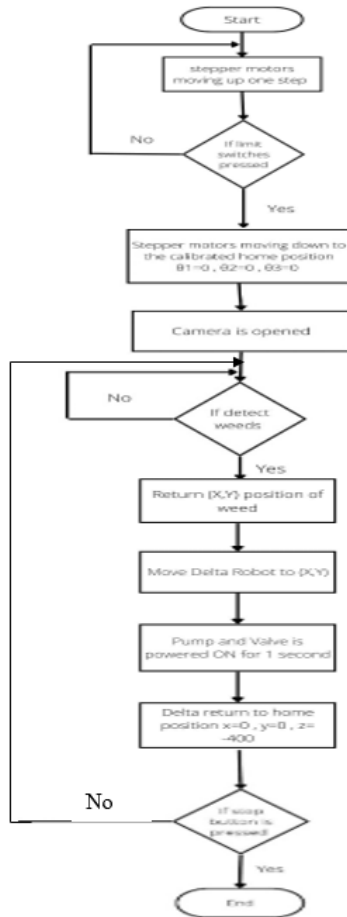 Start
stepper motors
moving up one step
No
If limit
switches
pressed
Yes
Stepper motors moving down to
the calibrated home position
θ1=0 , θ2=0 , θ3=0
Camera is opened
No
If detect
weeds
Yes
Return {X,Y} position of
weed
Move Delta Robot to {X,Y}
Pump and Valve is
powered ON for 1 second
Delta return to home
position x=0 , y=0 , z=
-400
No
If stop
button is
pressed
Yes
End